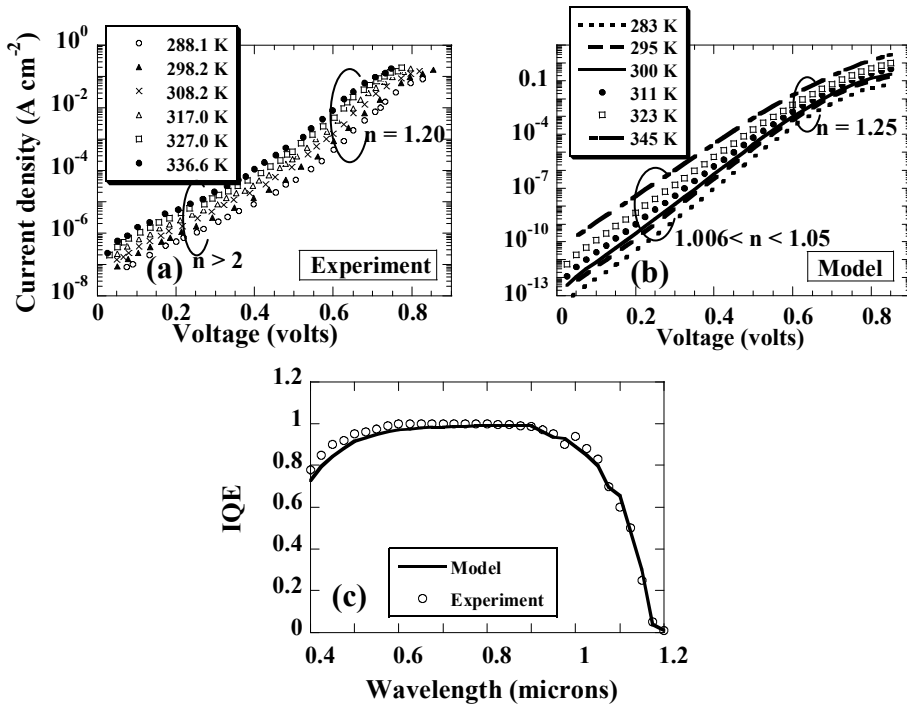 288.1 K
298.2 K
308.2 K
317.0 K
327.0 K
336.6 K
10^0
10^-2
10^-4
10^-6
10^-8
Current density (A cm^-2)
n = 1.20
n > 2
(a)
Experiment
0 0.2 0.4 0.6 0.8
Voltage (volts)
283 K
295 K
300 K
311 K
323 K
345 K
0.1
10^-4
10^-7
10^-10
10^-13
n = 1.25
1.006< n < 1.05
(b)
Model
0 0.2 0.4 0.6 0.8
Voltage (volts)
1.2
1
0.8
0.6
0.4
0.2
0
IQE
Model
Experiment
(c)
0.4 0.6 0.8 1 1.2
Wavelength (microns)